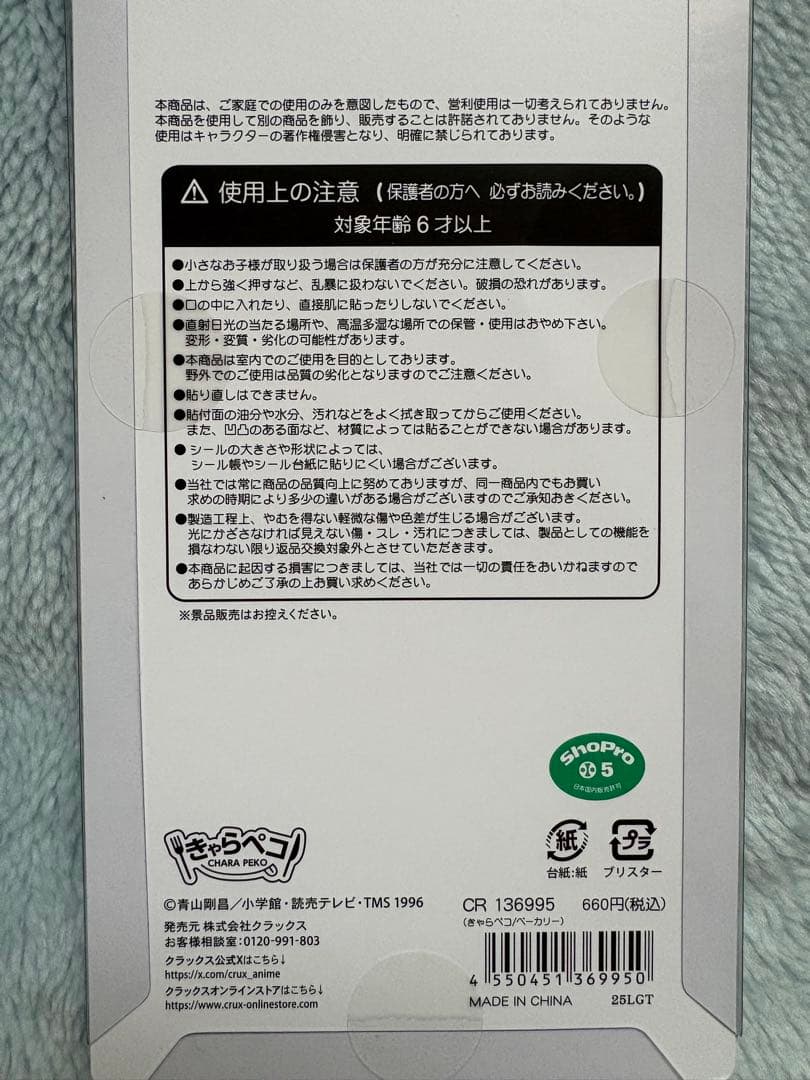 本商品は、ご家庭での使用のみを意図したもので、営利使用は一切考えられておりません。
本商品を使用して別の商品を飾り、販売することは許諾されておりません。そのような
使用はキャラクターの著作権侵害となり、明確に禁じられております。
⚠ 使用上の注意 (保護者の方へ 必ずお読みください。)
対象年齢6才以上
●小さなお子様が取り扱う場合は保護者の方が充分に注意してください。
●上から強く押すなど、乱暴に扱わないでください。破損の恐れがあります。
●口の中に入れたり、直接肌に貼ったりしないでください。
●直射日光の当たる場所や、高温多湿な場所での保管・使用はおやめ下さい。
変形・変質・劣化の可能性があります。
●本商品は室内でのご使用を目的としております。
野外でのご使用は品質の劣化となりますのでご注意ください。
●貼り直しはできません。
●貼付面の油分や水分、汚れなどをよく拭き取ってからご使用ください。
また、凹凸のある面など、材質によっては貼ることができない場合があります。
● シールの大きさや形状によっては、
シール帳やシール台紙に貼りにくい場合がございます。
●当社では常に商品の品質向上に努めておりますが、同一商品内でもお買い
求めの時期により多少の違いがある場合がございますのでご承知おきください。
●製造工程上、やむを得ない軽微な傷や色差が生じる場合がございます。
光にかざさなければ見えない傷・スレ・汚れにつきましては、製品としての機能を
損なわない限り返品交換対象外とさせていただきます。
●本商品に起因する損害につきましては、当社では一切の責任をおいかねますので
あらかじめご了承の上お買い求めください。
※景品販売はお控えください。
ShoPro
5
日本国内販売許可
きゃらペコ
CHARA PEKO
紙
プラ
台紙:紙
ブリスター
©青山剛昌/小学館・読売テレビ・TMS 1996
CR 136995
660円(税込)
(きゃらペコ/ベーカリー)
発売元 株式会社クラックス
お客様相談室:0120-991-803
クラックス公式Xはこちら↓
https://x.com/crux_anime
クラックスオンラインストアはこちら↓
https://www.crux-onlinestore.com
4 550451 369950
MADE IN CHINA
25LGT